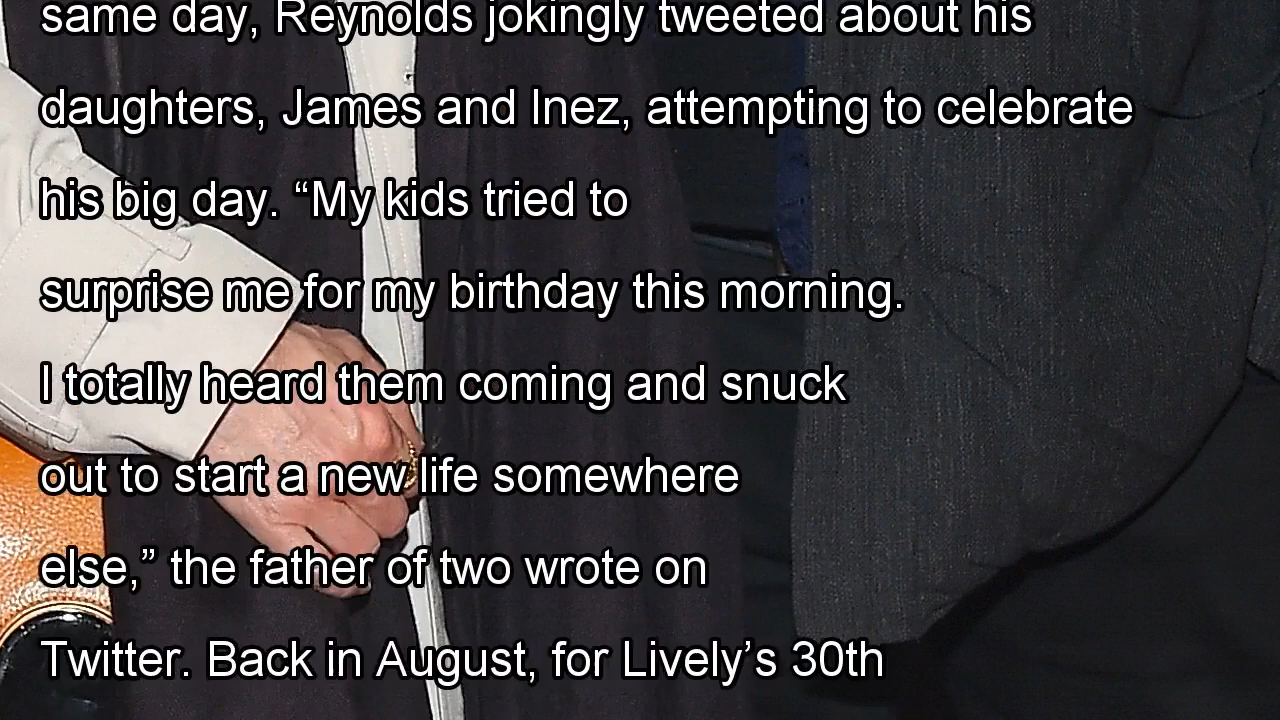 same day, Reynolds jokingly tweeted about his
daughters, James and Inez, attempting to celebrate
his big day. “My kids tried to
surprise me for my birthday this morning.
I totally heard them coming and snuck
out to start a new life somewhere
else,” the father of two wrote on
Twitter. Back in August, for Lively’s 30th